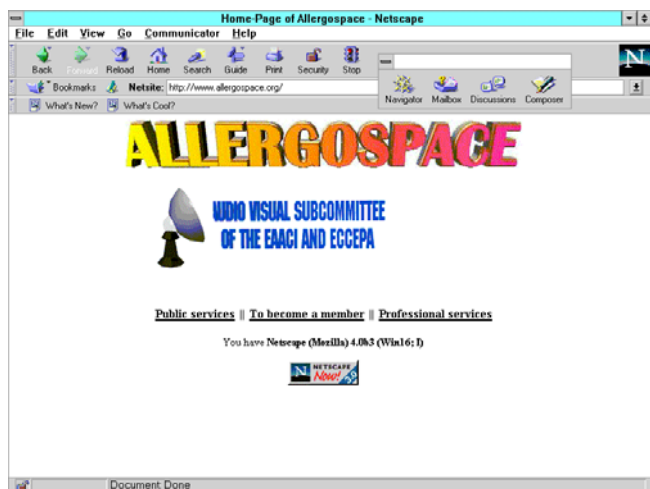 Home-Page of Allergospace - Netscape
File Edit View Go Communicator Help
Back Forward Reload Home Search Guide Print Security Stop
N
Bookmarks Netsite: http://www.allergospace.org/
Navigator Mailbox Discussions Composer
What's New? What's Cool?
ALLERGOSPACE
AUDIO VISUAL SUBCOMMITTEE
OF THE EAACI AND ECCEPA
Public services || To become a member || Professional services
You have Netscape (Mozilla) 4.0b3 (Win16; I)
N NETSCAPE
Now!
Document Done